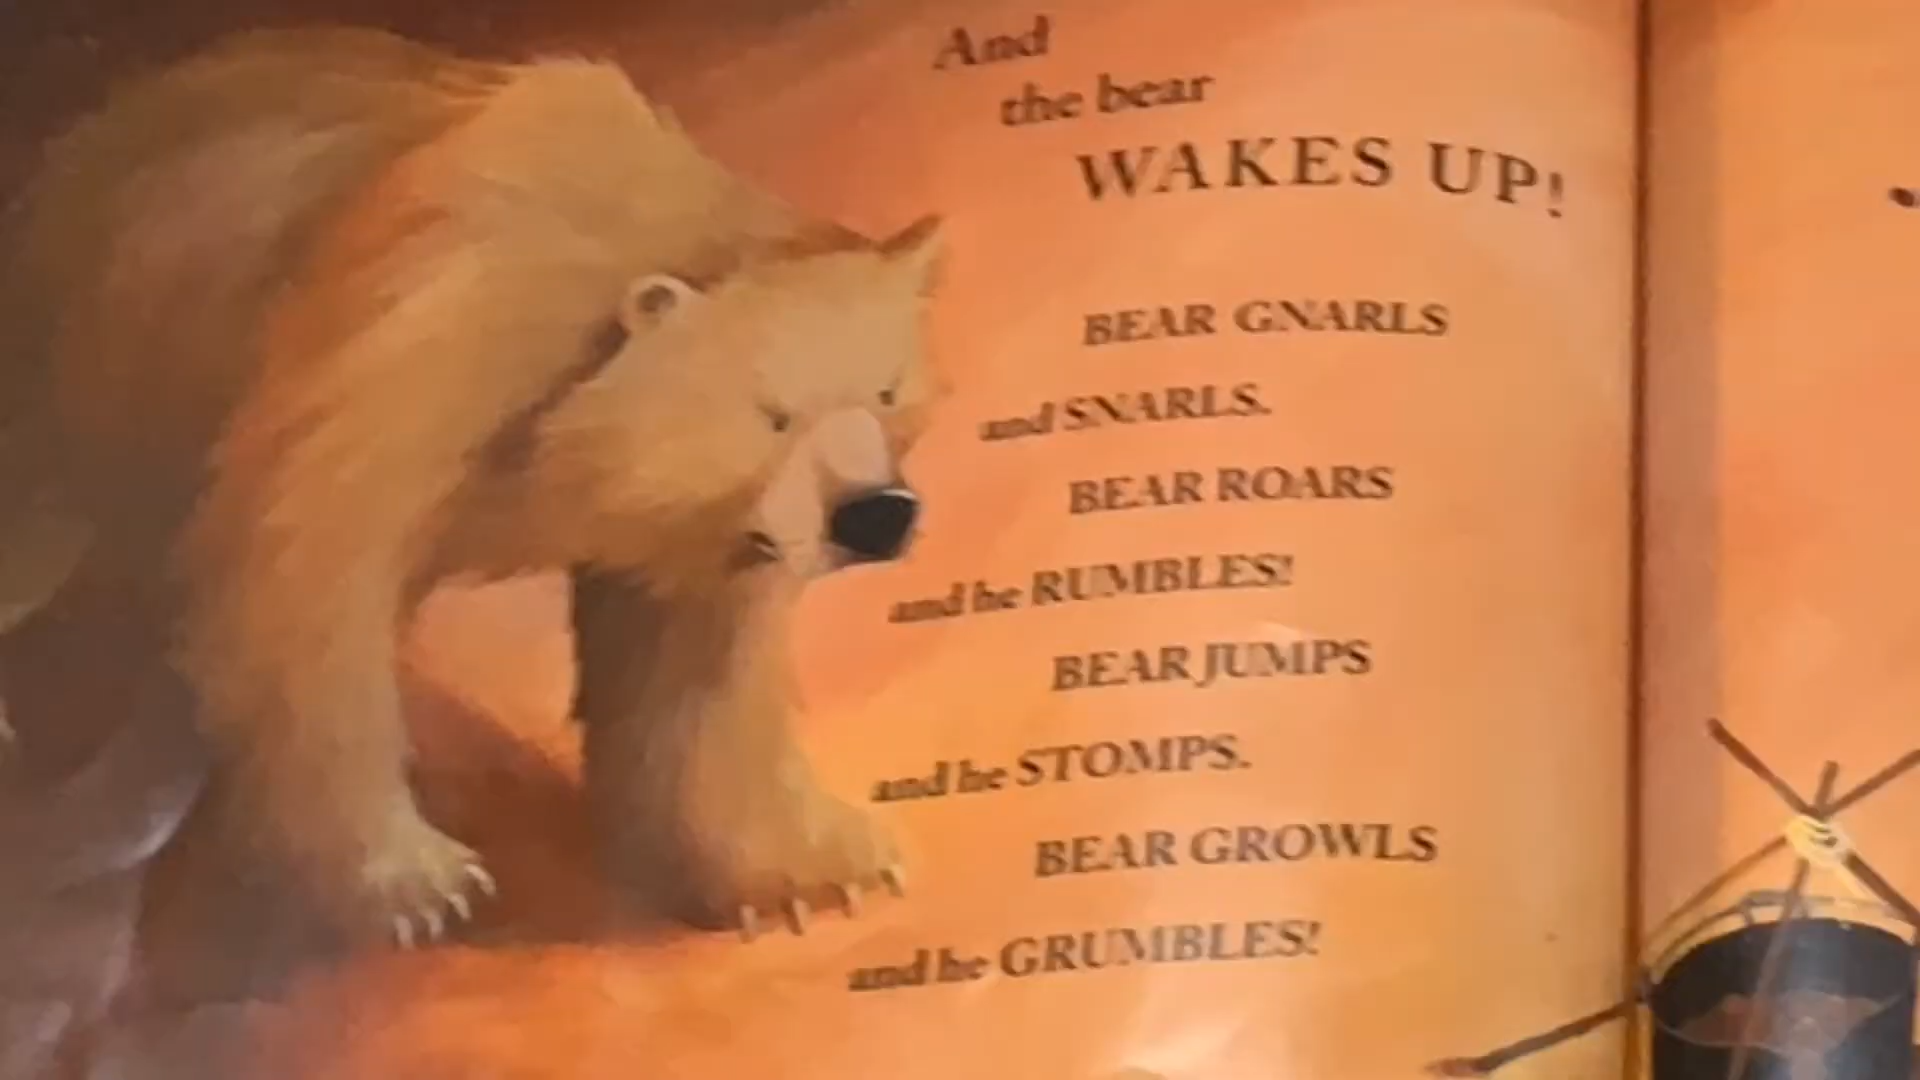 And
the bear
WAKES UP!
BEAR GNARLS
and SNARLS.
BEAR ROARS
and he RUMBLES!
BEAR JUMPS
and he STOMPS.
BEAR GROWLS
and he GRUMBLES!